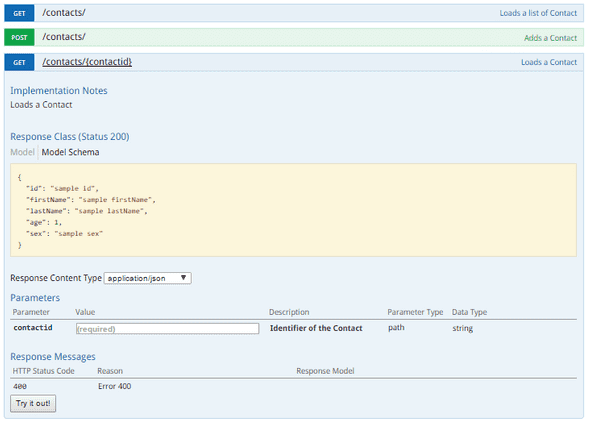 GET /contacts/ Loads a list of Contact
POST /contacts/ Adds a Contact
GET /contacts/{contactid} Loads a Contact
Implementation Notes
Loads a Contact
Response Class (Status 200)
Model Model Schema
{
"id": "sample id",
"firstName": "sample firstName",
"lastName": "sample lastName",
"age": 1,
"sex": "sample sex"
}
Response Content Type application/json
Parameters
Parameter Value Description Parameter Type Data Type
contactid (required) Identifier of the Contact path string
Response Messages
HTTP Status Code Reason Response Model
400 Error 400
Try it out!